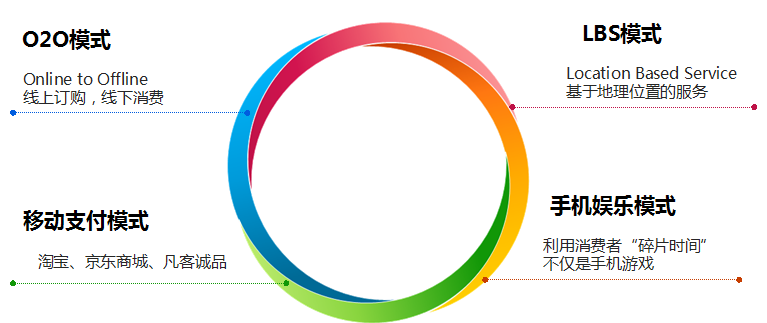 O2O模式
Online to Offline
线上订购，线下消费
LBS模式
Location Based Service
基于地理位置的服务
移动支付模式
淘宝、京东商城、凡客诚品
手机娱乐模式
利用消费者“碎片时间”
不仅是手机游戏